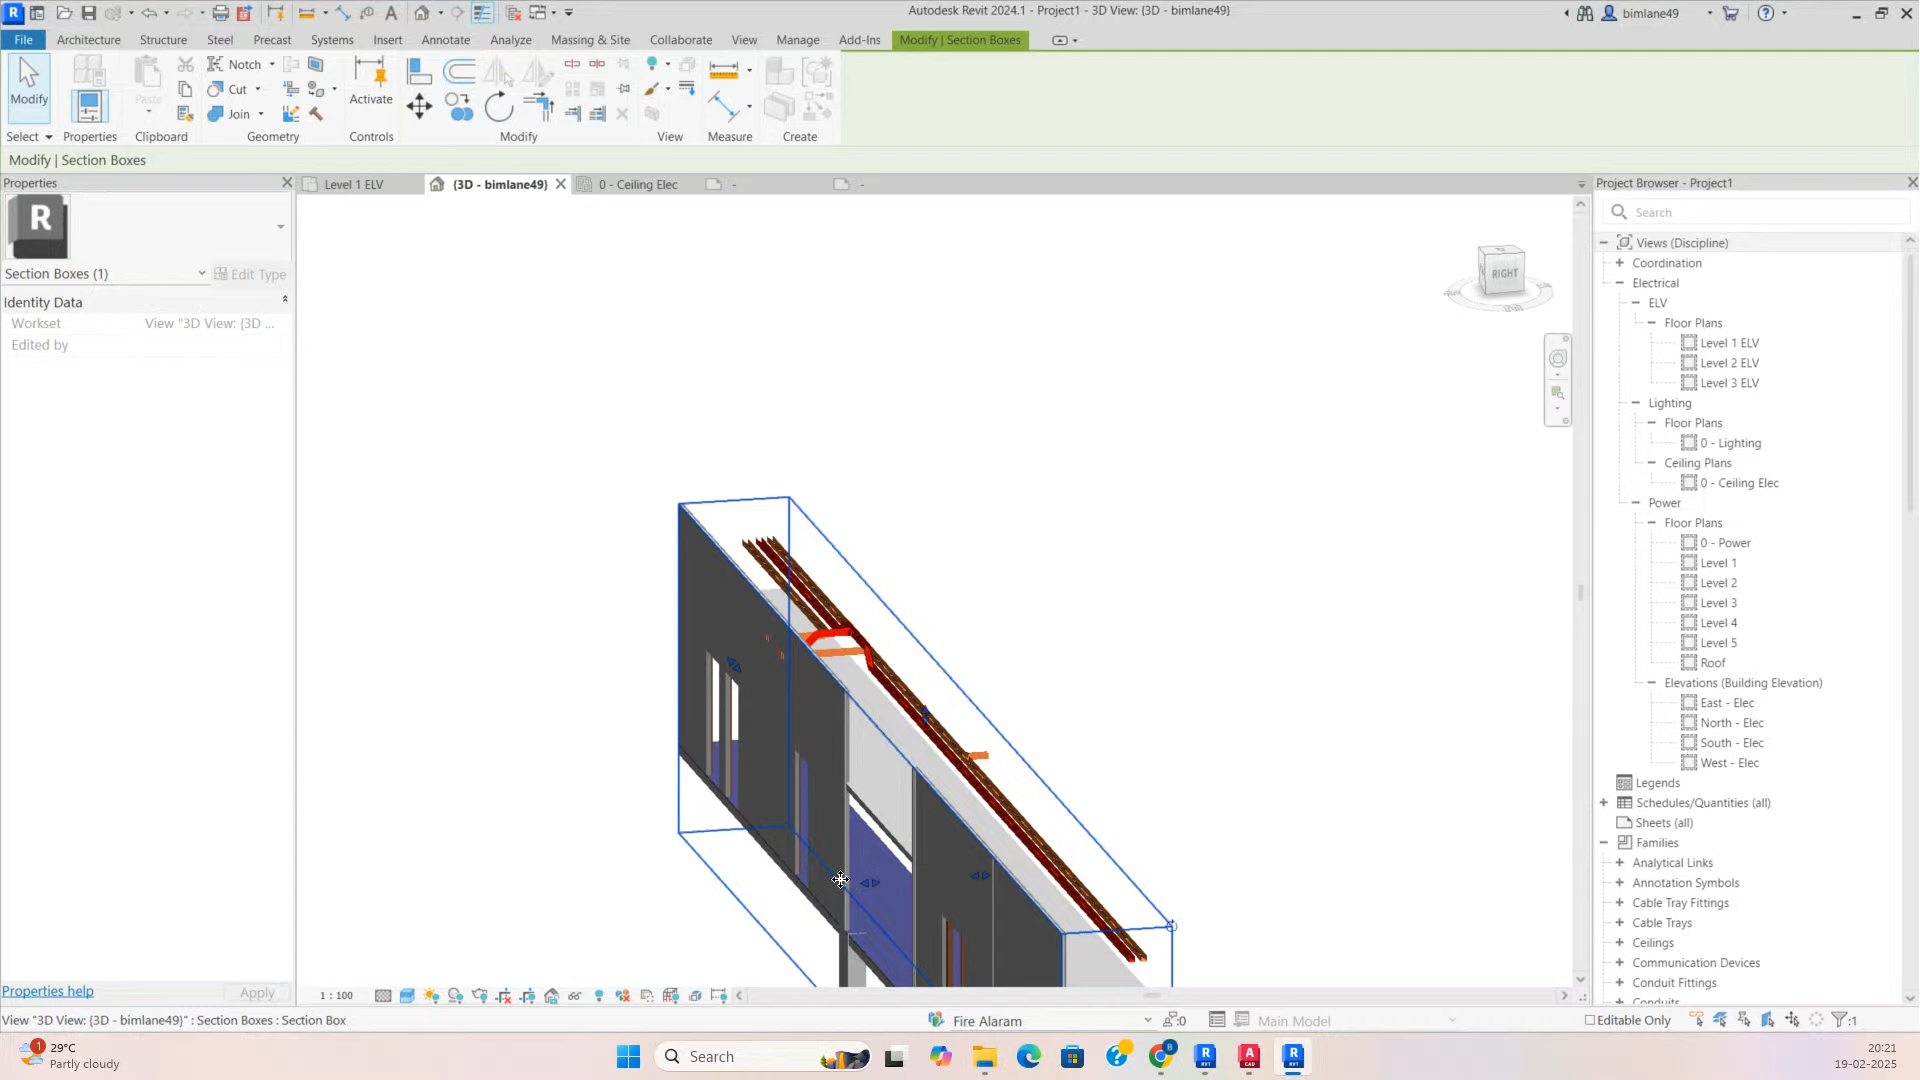 Autodesk Revit 2024.1 - Project1 - 3D View: {3D - bimlane49}
bimlane49
File Architecture Structure Steel Precast Systems Insert Annotate Analyze Massing & Site Collaborate View Manage Add-Ins Modify | Section Boxes
Modify
Paste
Notch
Cut
Join
Activate
Select Properties Clipboard Geometry Controls Modify View Measure Create
Modify | Section Boxes
Properties
R
Section Boxes (1)
Edit Type
Identity Data
Workset View "3D View: {3D ...
Edited by
Properties help
Apply
Level 1 ELV
{3D - bimlane49}
0 - Ceiling Elec
-
-
RIGHT
1 : 100
Project Browser - Project1
Search
Views (Discipline)
Coordination
Electrical
ELV
Floor Plans
Level 1 ELV
Level 2 ELV
Level 3 ELV
Lighting
Floor Plans
0 - Lighting
Ceiling Plans
0 - Ceiling Elec
Power
Floor Plans
0 - Power
Level 1
Level 2
Level 3
Level 4
Level 5
Roof
Elevations (Building Elevation)
East - Elec
North - Elec
South - Elec
West - Elec
Legends
Schedules/Quantities (all)
Sheets (all)
Families
Analytical Links
Annotation Symbols
Cable Tray Fittings
Cable Trays
Ceilings
Communication Devices
Conduit Fittings
Conduits
View "3D View: {3D - bimlane49}" : Section Boxes : Section Box
Fire Alaram
:0
Main Model
Editable Only
:1
1
29°C
Partly cloudy
Search
20:21
19-02-2025